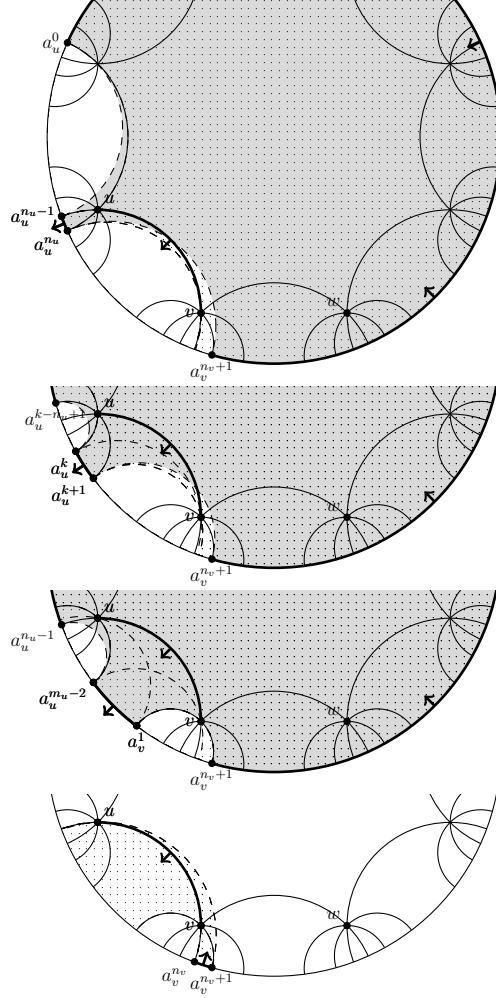 a_u^0
a_u^{n_u-1} u
a_u^{n_u}
v w
a_v^{n_v+1}
u
a_u^{k-n_u+1}
a_u^k
a_u^{k+1}
v w
a_v^{n_v+1}
u
a_u^{n_u-1}
a_u^{m_u-2}
a_v^1 v w
a_v^{n_v+1}
u
v w
a_v^{n_v} a_v^{n_v+1}